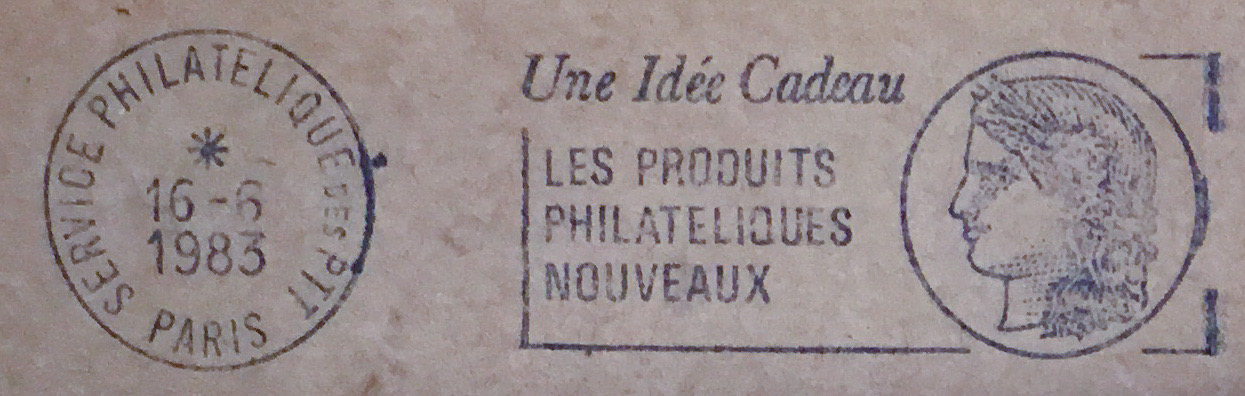 SERVICE PHILATELIQUE DES PTT
*
16-6
1983
PARIS
Une Idée Cadeau
LES PRODUITS
PHILATELIQUES
NOUVEAUX